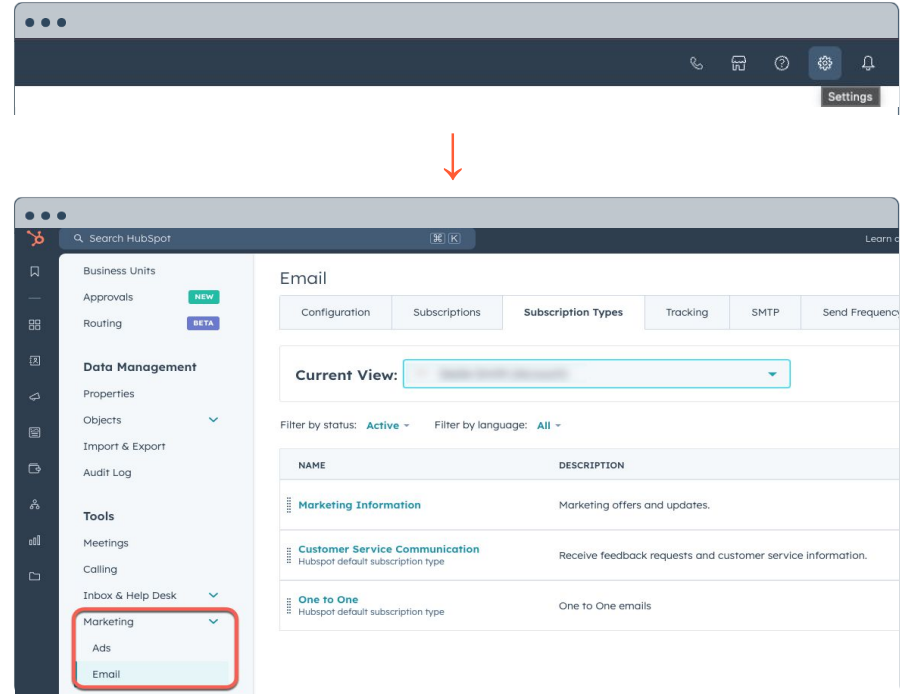 Settings
Search HubSpot
⌘ K
Learn
Business Units
Approvals NEW
Routing BETA
Data Management
Properties
Objects
Import & Export
Audit Log
Tools
Meetings
Calling
Inbox & Help Desk
Marketing
Ads
Email
Email
Configuration Subscriptions Subscription Types Tracking SMTP Send Frequency
Current View:
Filter by status: Active Filter by language: All
NAME DESCRIPTION
Marketing Information Marketing offers and updates.
Customer Service Communication
Hubspot default subscription type
Receive feedback requests and customer service information.
One to One
Hubspot default subscription type
One to One emails